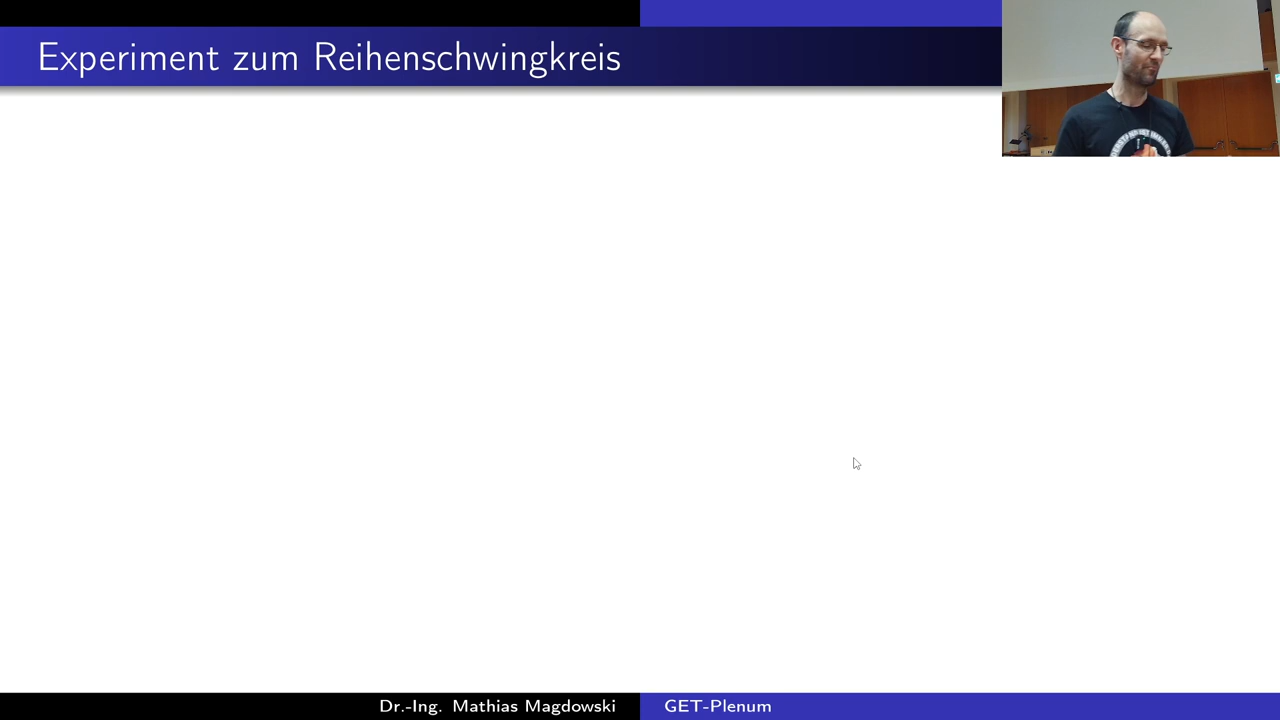 Experiment zum Reihenschwingkreis
Dr.-Ing. Mathias Magdowski
GET-Plenum